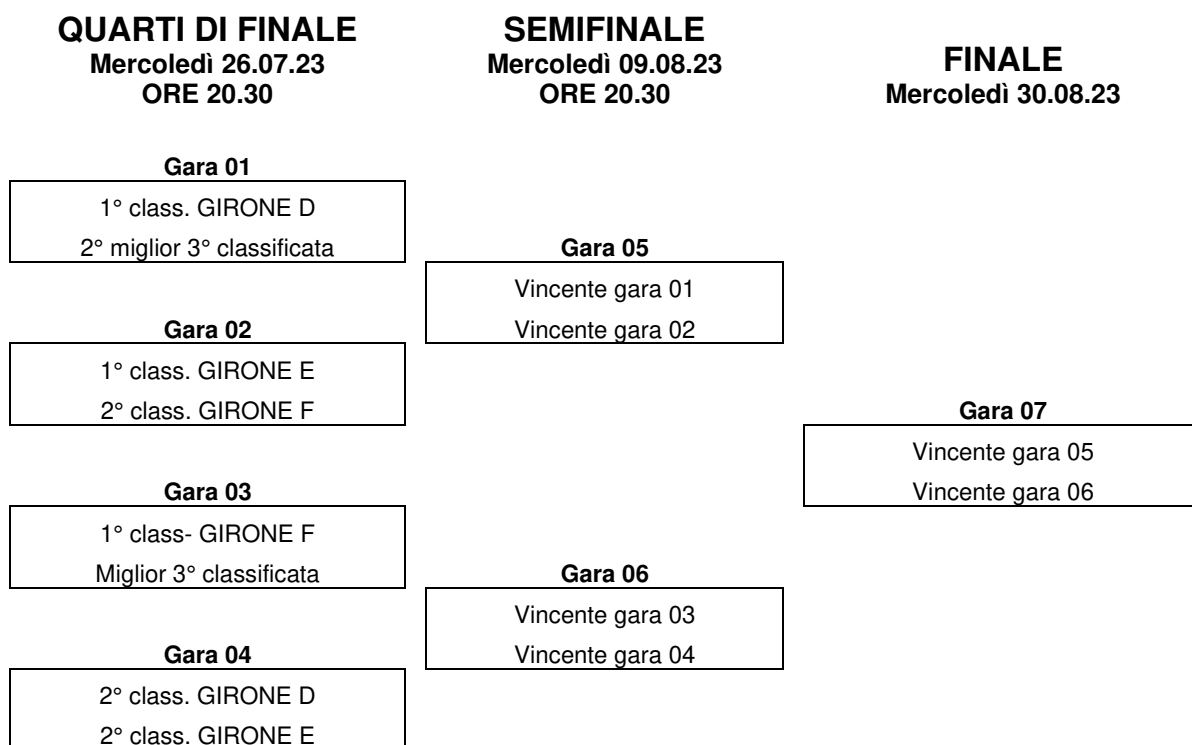 QUARTI DI FINALE
Mercoledì 26.07.23
ORE 20.30
SEMIFINALE
Mercoledì 09.08.23
ORE 20.30
FINALE
Mercoledì 30.08.23
Gara 01
1° class. GIRONE D
2° miglior 3° classificata
Gara 02
1° class. GIRONE E
2° class. GIRONE F
Gara 03
1° class- GIRONE F
Miglior 3° classificata
Gara 04
2° class. GIRONE D
2° class. GIRONE E
Gara 05
Vincente gara 01
Vincente gara 02
Gara 06
Vincente gara 03
Vincente gara 04
Gara 07
Vincente gara 05
Vincente gara 06